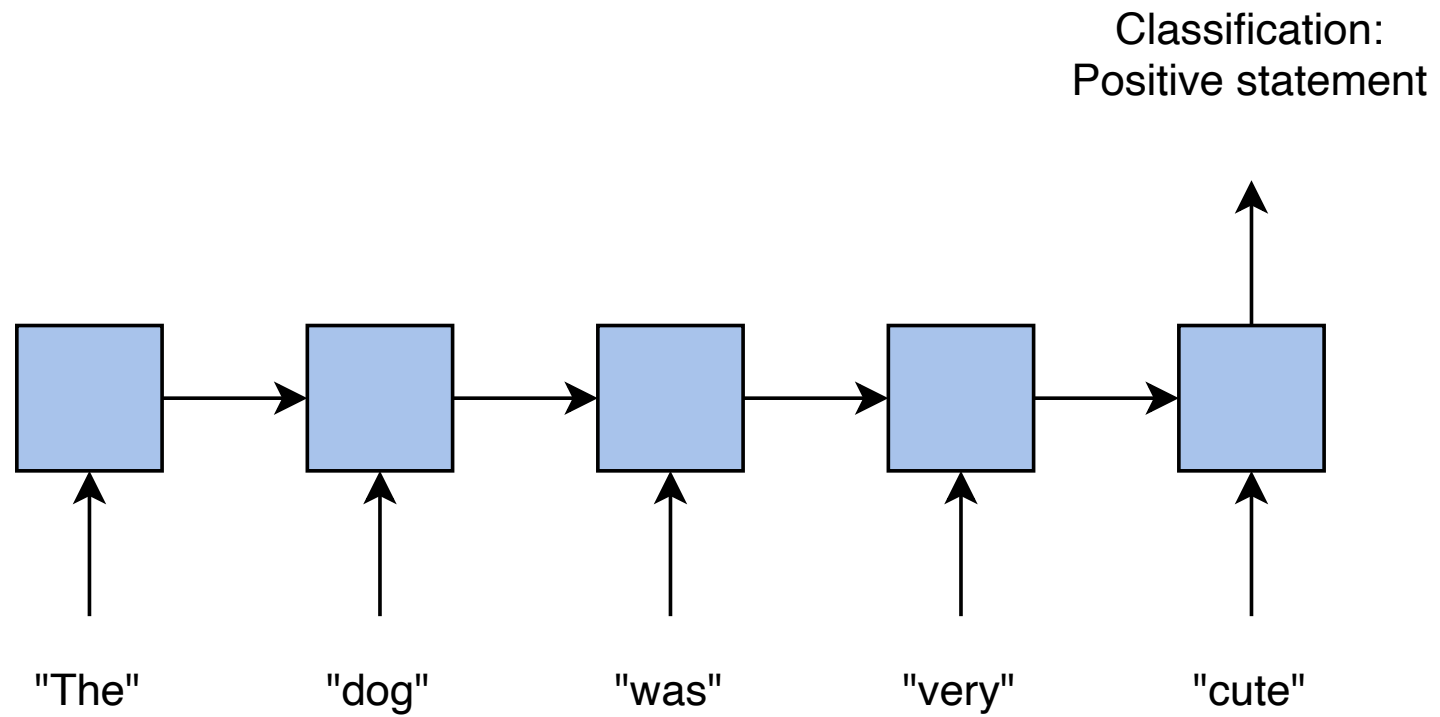 Classification:
Positive statement
"The" "dog" "was" "very" "cute"